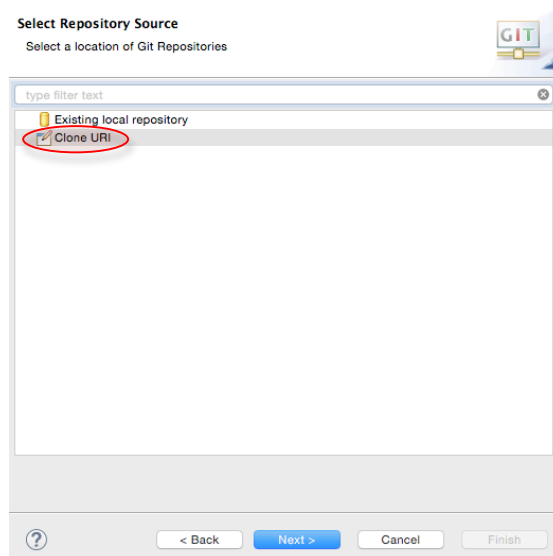 Select Repository Source
Select a location of Git Repositories
GIT
type filter text
Existing local repository
Clone URI
?
< Back Next > Cancel Finish